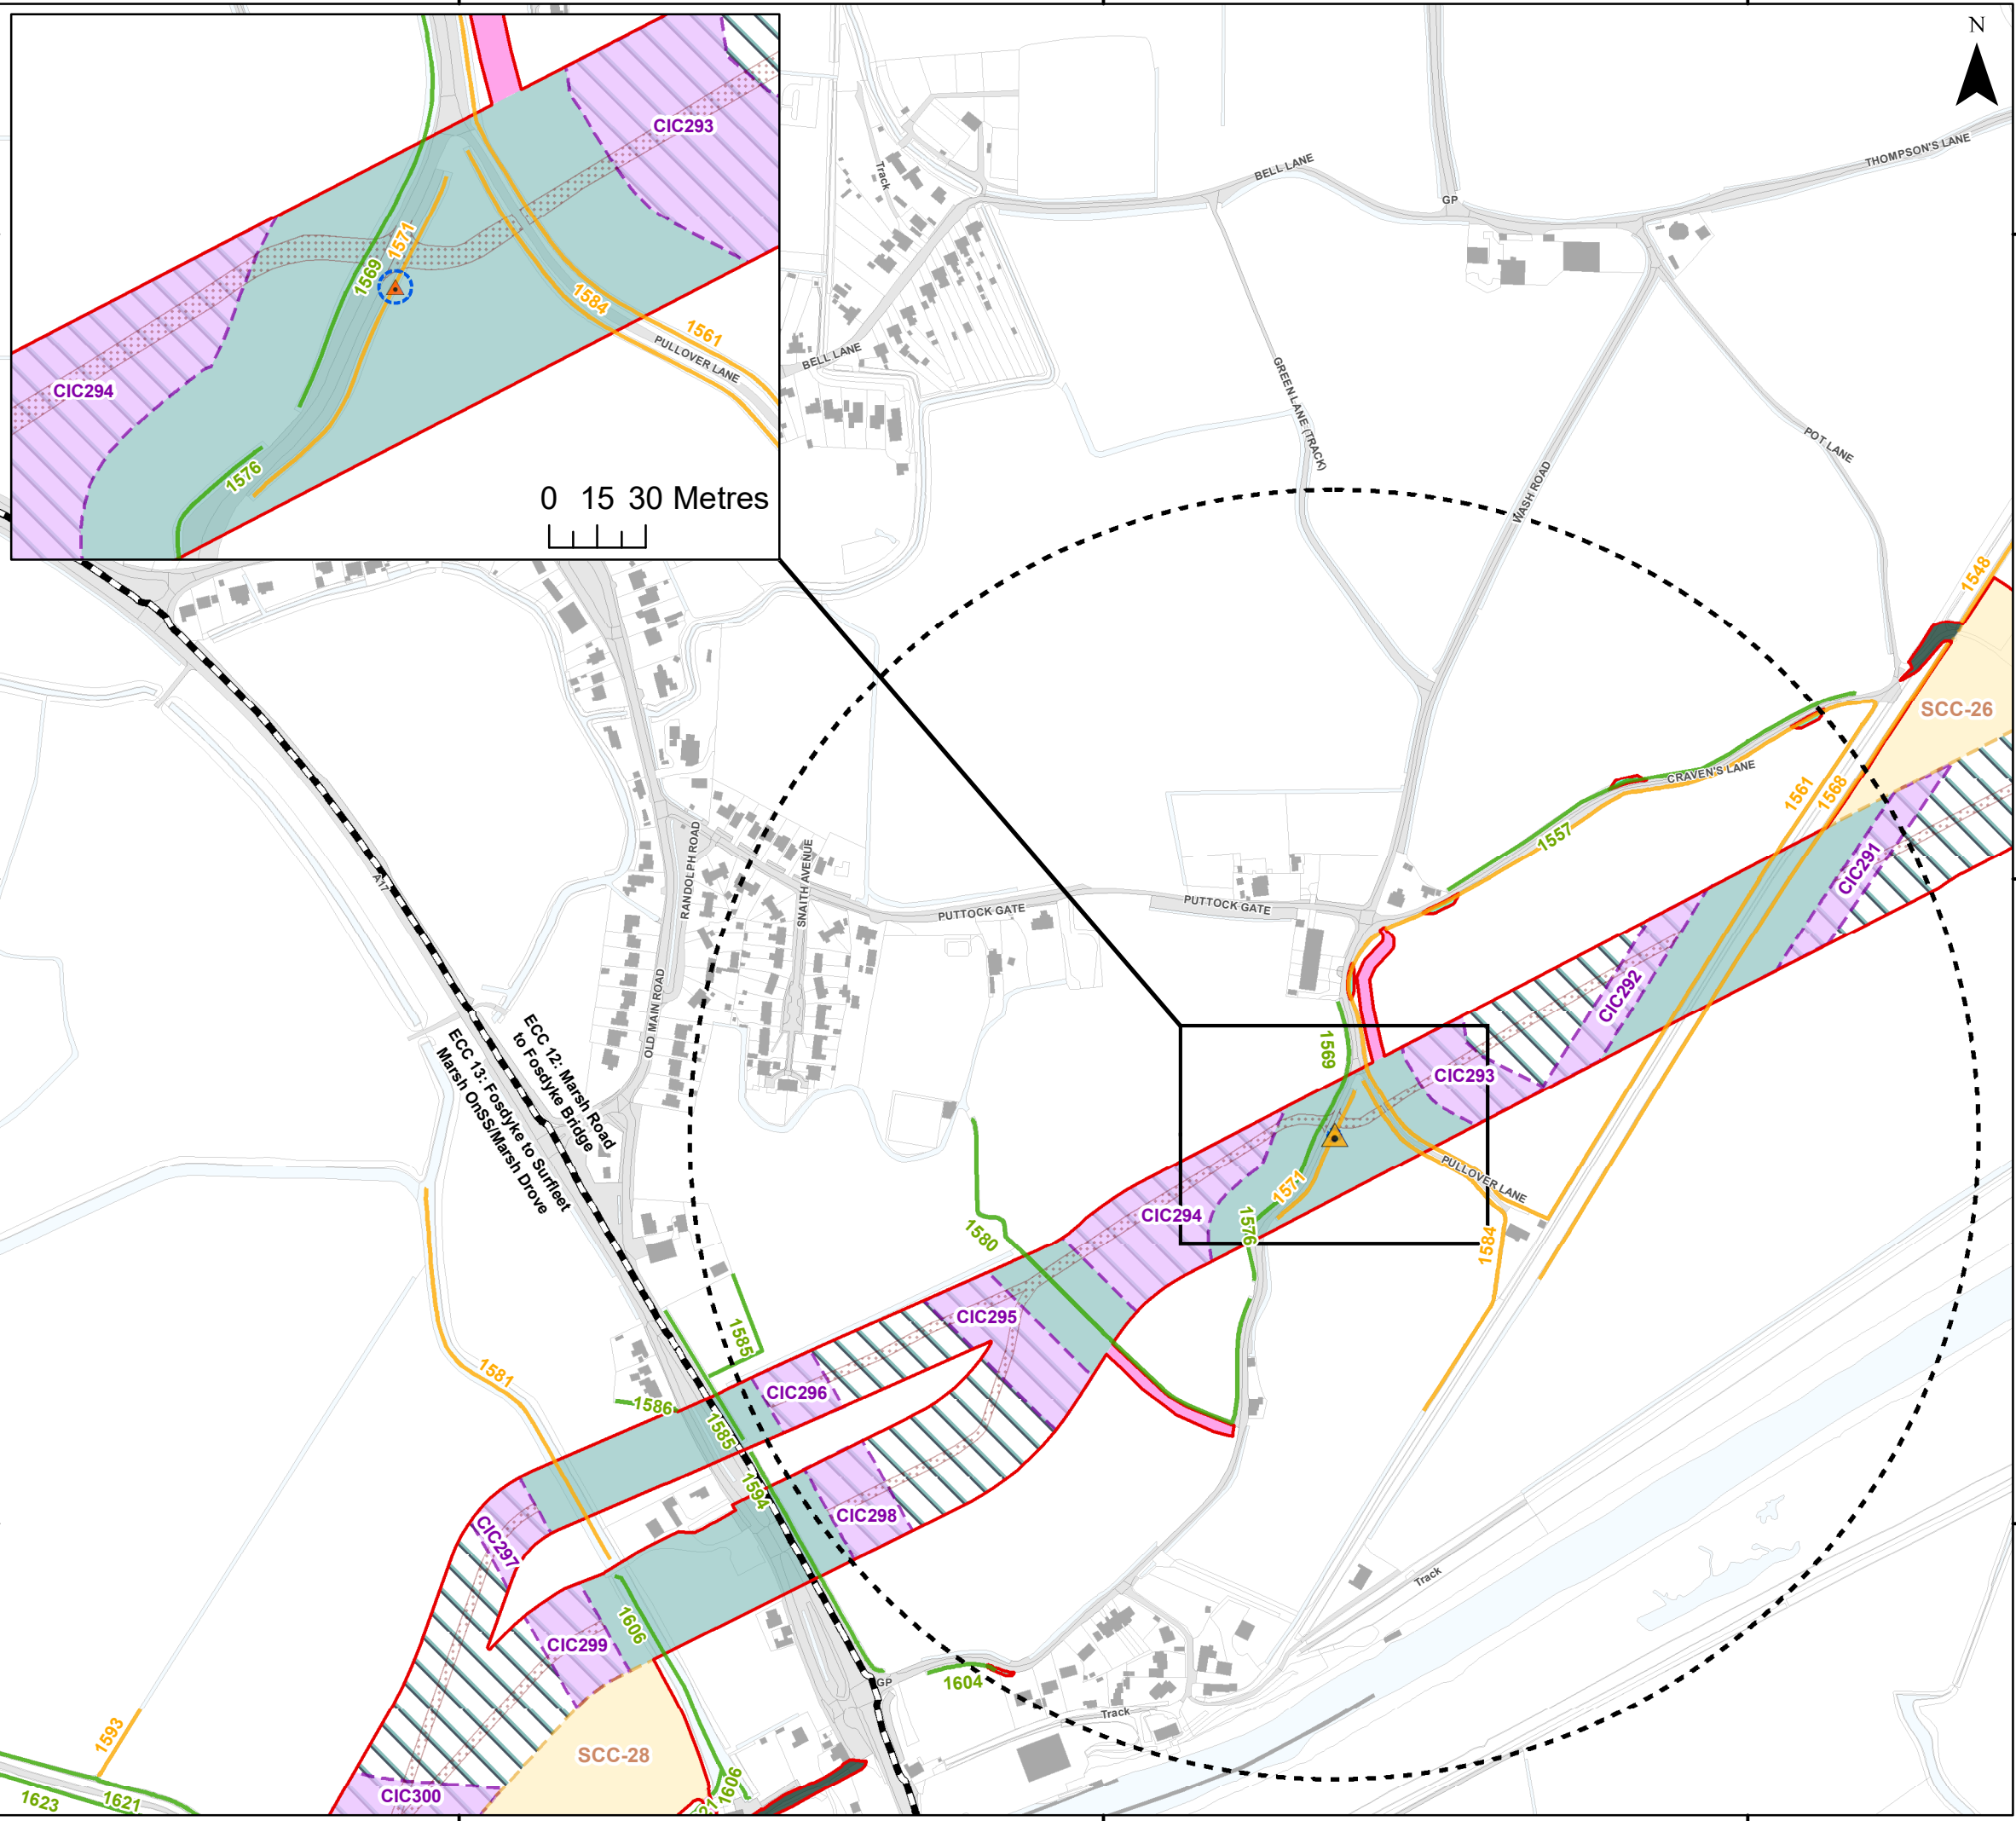 N
CIC293
1571
1569
1584
1561
PULLOVER LANE
CIC294
1576
0 15 30 Metres
Track
BELL LANE
GP
THOMPSON'S LANE
BELL LANE
GREEN LANE (TRACK)
WASH ROAD
POT LANE
1548
SCC-26
CRAVEN'S LANE
1561
1568
1557
CIC291
A17
RANDOLPH ROAD
SNAITH AVENUE
PUTTOCK GATE
PUTTOCK GATE
OLD MAIN ROAD
CIC292
ECC 12: Marsh Road
to Fosdyke Bridge
ECC 13: Fosdyke to Surfleet
Marsh OnSS/Marsh Drove
1569
CIC293
PULLOVER LANE
1571
CIC294
1576
1580
1584
CIC295
1585
1581
CIC296
1586
1585
1594
CIC298
CIC297
1606
CIC299
Track
GP
1604
Track
1593
SCC-28
1606
CIC300
1621
1623